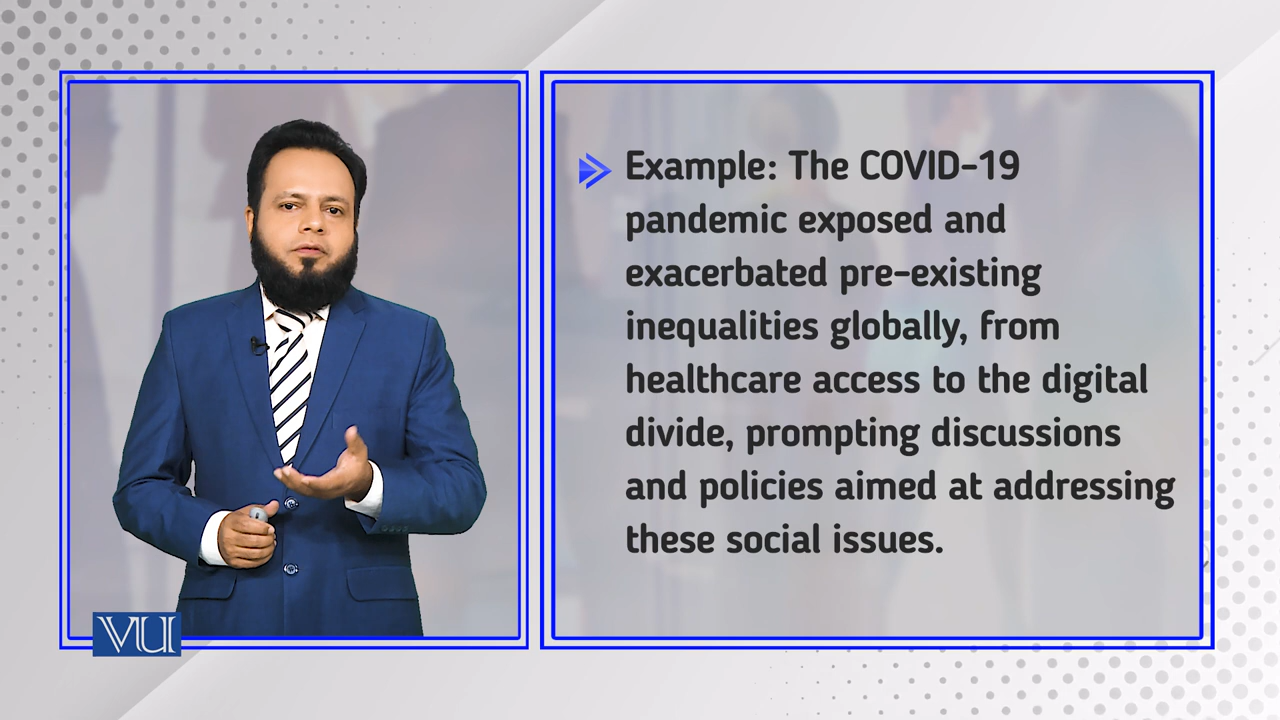 Example: The COVID-19
pandemic exposed and
exacerbated pre-existing
inequalities globally, from
healthcare access to the digital
divide, prompting discussions
and policies aimed at addressing
these social issues.
VU